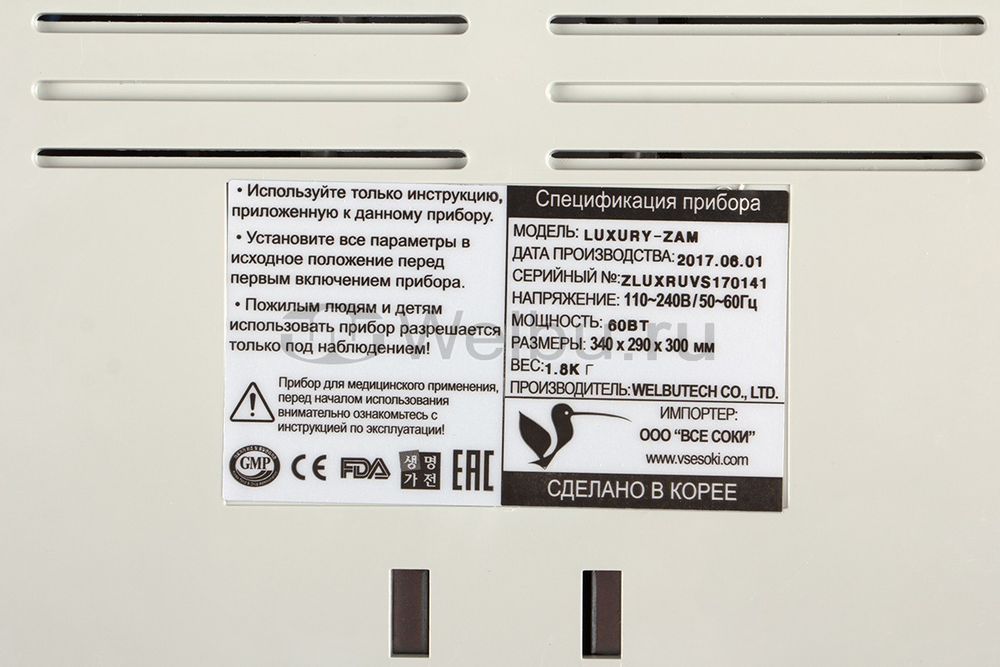 • Используйте только инструкцию,
приложенную к данному прибору.
• Установите все параметры в
исходное положение перед
первым включением прибора.
• Пожилым людям и детям
использовать прибор разрешается
только под наблюдением!
Прибор для медицинского применения,
перед началом использования
внимательно ознакомьтесь с
инструкцией по эксплуатации!
GMP CE FDA 생명 EAC
가전
Спецификация прибора
МОДЕЛЬ: LUXURY-ZAM
ДАТА ПРОИЗВОДСТВА: 2017.06.01
СЕРИЙНЫЙ №: ZLUXRUVS170141
НАПРЯЖЕНИЕ: 110~240В/50~60Гц
МОЩНОСТЬ: 60ВТ
РАЗМЕРЫ: 340 x 290 x 300 мм
ВЕС: 1.8К г
ПРОИЗВОДИТЕЛЬ: WELBUTECH CO., LTD.
ИМПОРТЕР:
ООО "ВСЕ СОКИ"
www.vsesoki.com
СДЕЛАНО В КОРЕЕ
Welbu.ru